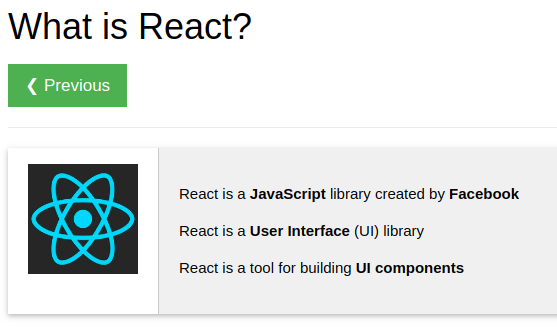 What is React?
❮ Previous
React is a JavaScript library created by Facebook
React is a User Interface (UI) library
React is a tool for building UI components